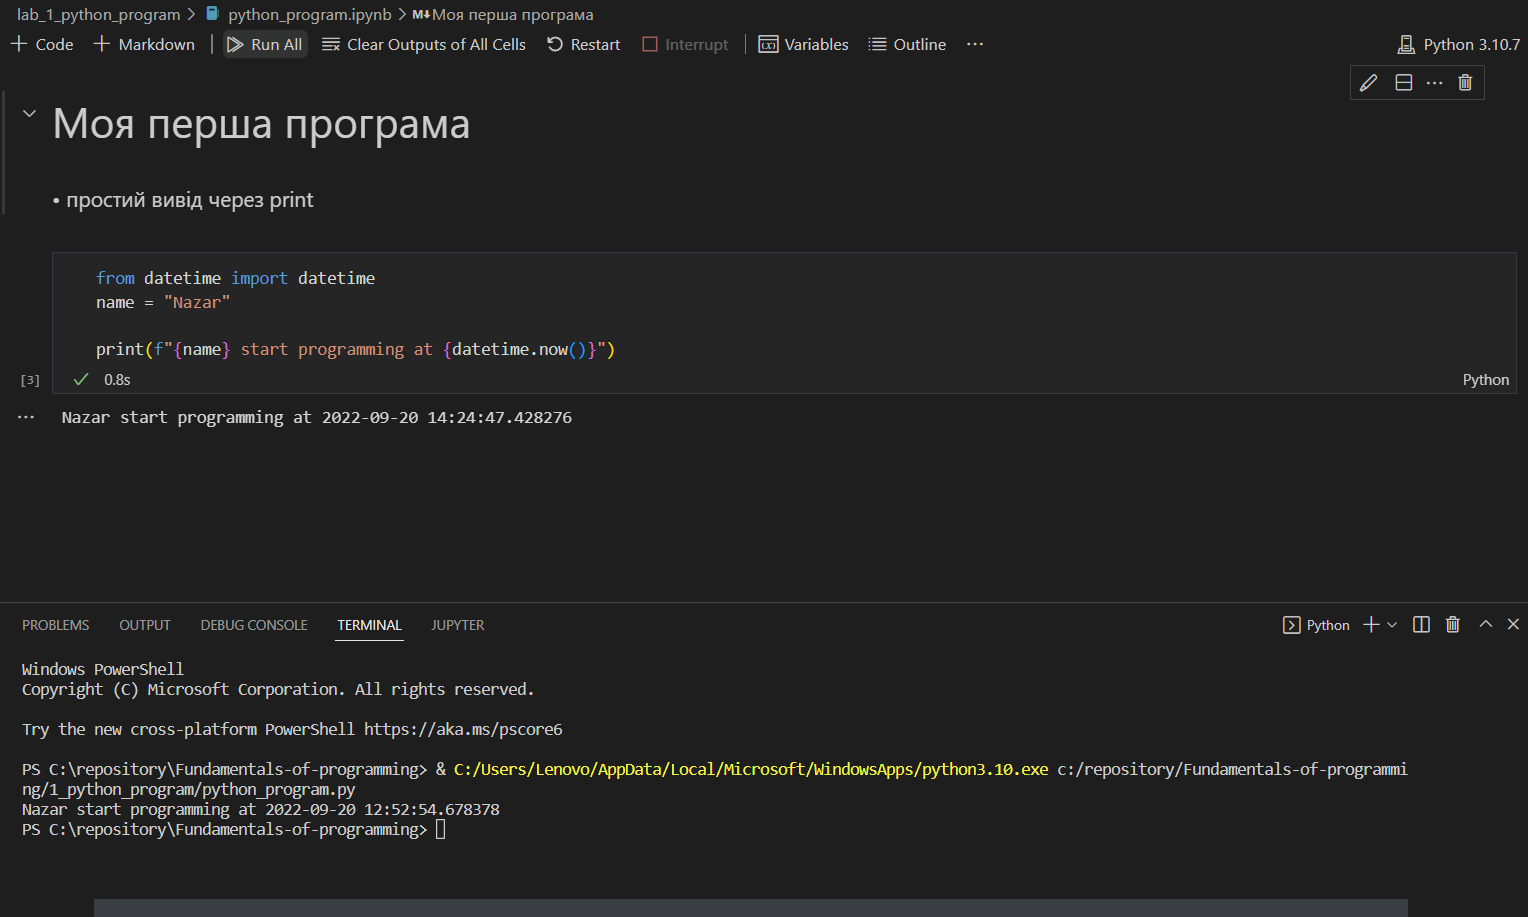 lab_1_python_program > python_program.ipynb > M↓Моя перша програма
+ Code + Markdown | Run All Clear Outputs of All Cells Restart Interrupt | Variables Outline ... Python 3.10.7
Моя перша програма
• простий вивід через print
from datetime import datetime
name = "Nazar"
print(f"{name} start programming at {datetime.now()}")
[3] ✓ 0.8s Python
... Nazar start programming at 2022-09-20 14:24:47.428276
PROBLEMS OUTPUT DEBUG CONSOLE TERMINAL JUPYTER Python
Windows PowerShell
Copyright (C) Microsoft Corporation. All rights reserved.
Try the new cross-platform PowerShell https://aka.ms/pscore6
PS C:\repository\Fundamentals-of-programming> & C:/Users/Lenovo/AppData/Local/Microsoft/WindowsApps/python3.10.exe c:/repository/Fundamentals-of-programmi
ng/1_python_program/python_program.py
Nazar start programming at 2022-09-20 12:52:54.678378
PS C:\repository\Fundamentals-of-programming>